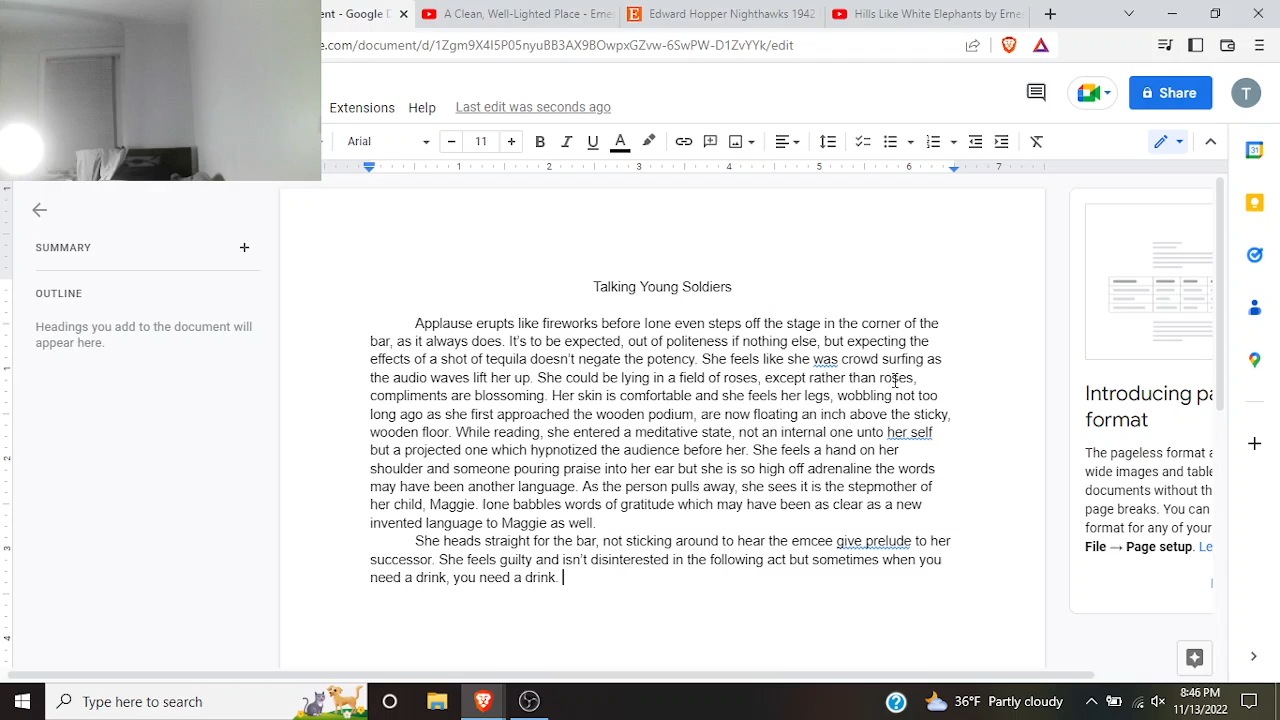 nt - Google D
A Clean, Well-Lighted Place - Erne
Edward Hopper Nighthawks 1942
Hills Like White Elephants by Erne
e.com/document/d/1Zgm9X4I5P05nyuBB3AX9BOwpxGZvw-6SwPW-D1ZvYYk/edit
Extensions Help Last edit was seconds ago
Share
T
Arial
11
1 2 3 4 5 6 7
SUMMARY
OUTLINE
Headings you add to the document will
appear here.
Talking Young Soldiers
Applause erupts like fireworks before Ione even steps off the stage in the corner of the
bar, as it always does. It's to be expected, out of politeness if nothing else, but expecting the
effects of a shot of tequila doesn't negate the potency. She feels like she was crowd surfing as
the audio waves lift her up. She could be lying in a field of roses, except rather than roses,
compliments are blossoming. Her skin is comfortable and she feels her legs, wobbling not too
long ago as she first approached the wooden podium, are now floating an inch above the sticky,
wooden floor. While reading, she entered a meditative state, not an internal one unto her self
but a projected one which hypnotized the audience before her. She feels a hand on her
shoulder and someone pouring praise into her ear but she is so high off adrenaline the words
may have been another language. As the person pulls away, she sees it is the stepmother of
her child, Maggie. Ione babbles words of gratitude which may have been as clear as a new
invented language to Maggie as well.
She heads straight for the bar, not sticking around to hear the emcee give prelude to her
successor. She feels guilty and isn't disinterested in the following act but sometimes when you
need a drink, you need a drink.
Introducing pa
format
The pageless format a
wide images and table
documents without th
page breaks. You can
format for any of your
File → Page setup. Le
Type here to search
36°F Partly cloudy
8:46 PM
11/13/2022